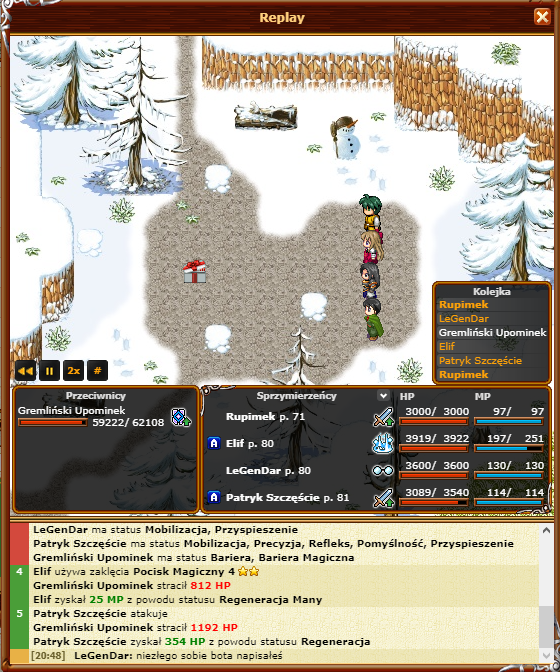 Replay
Kolejka
Rupimek
LeGenDar
Gremliński Upominek
Elif
Patryk Szczęście
Rupimek
2x
#
Przeciwnicy
Gremliński Upominek
59222/ 62108
Sprzymierzeńcy
HP
MP
Rupimek p. 71
3000/ 3000
97/ 97
A
Elif p. 80
3919/ 3922
197/ 251
LeGenDar p. 80
3600/ 3600
130/ 130
A
Patryk Szczęście p. 81
3089/ 3540
114/ 114
LeGenDar ma status Mobilizacja, Przyspieszenie
Patryk Szczęście ma status Mobilizacja, Precyzja, Refleks, Pomyślność, Przyspieszenie
Gremliński Upominek ma status Bariera, Bariera Magiczna
4 Elif używa zaklęcia Pocisk Magiczny 4
Gremliński Upominek stracił 812 HP
Elif zyskał 25 MP z powodu statusu Regeneracja Many
5 Patryk Szczęście atakuje
Gremliński Upominek stracił 1192 HP
Patryk Szczęście zyskał 354 HP z powodu statusu Regeneracja
[20:48] LeGenDar: niezłego sobie bota napisałeś